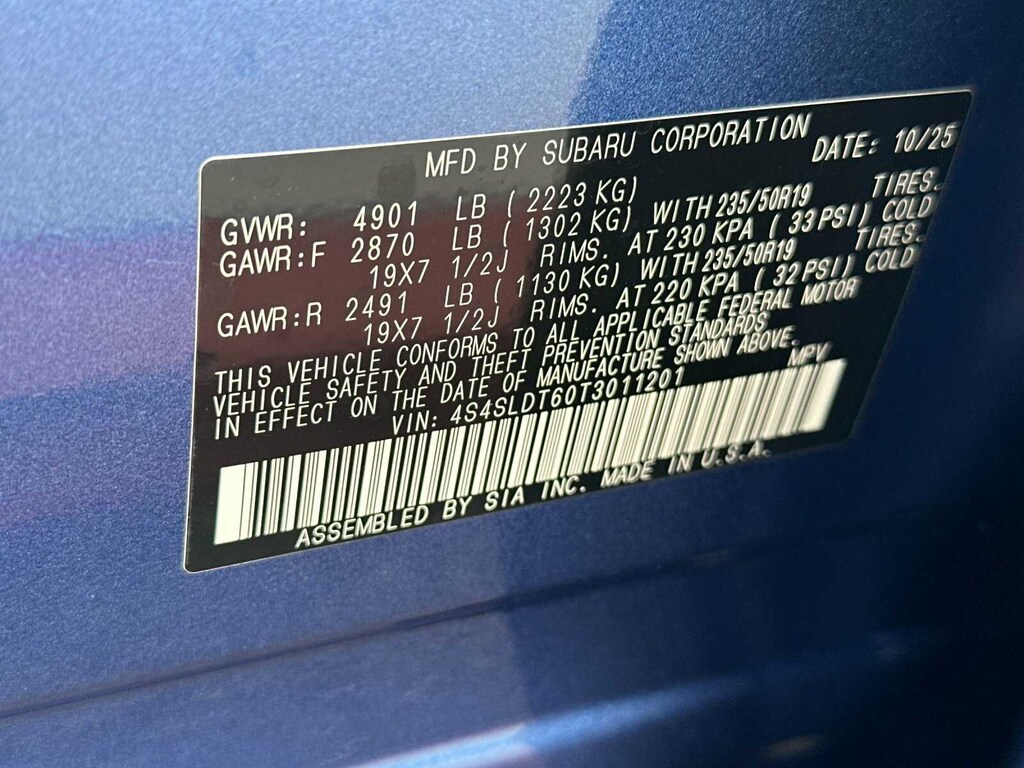 MFD BY SUBARU CORPORATION DATE: 10/25
GVWR: 4901 LB ( 2223 KG)
GAWR:F 2870 LB ( 1302 KG) WITH 235/50R19 TIRES.
19X7 1/2J RIMS. AT 230 KPA ( 33 PSI) COLD
GAWR:R 2491 LB ( 1130 KG) WITH 235/50R19 TIRES.
19X7 1/2J RIMS. AT 220 KPA ( 32 PSI) COLD
THIS VEHICLE CONFORMS TO ALL APPLICABLE FEDERAL MOTOR
VEHICLE SAFETY AND THEFT PREVENTION STANDARDS
IN EFFECT ON THE DATE OF MANUFACTURE SHOWN ABOVE.
VIN: 4S4SLDT60T3011201 MPV
ASSEMBLED BY SIA INC. MADE IN U.S.A.